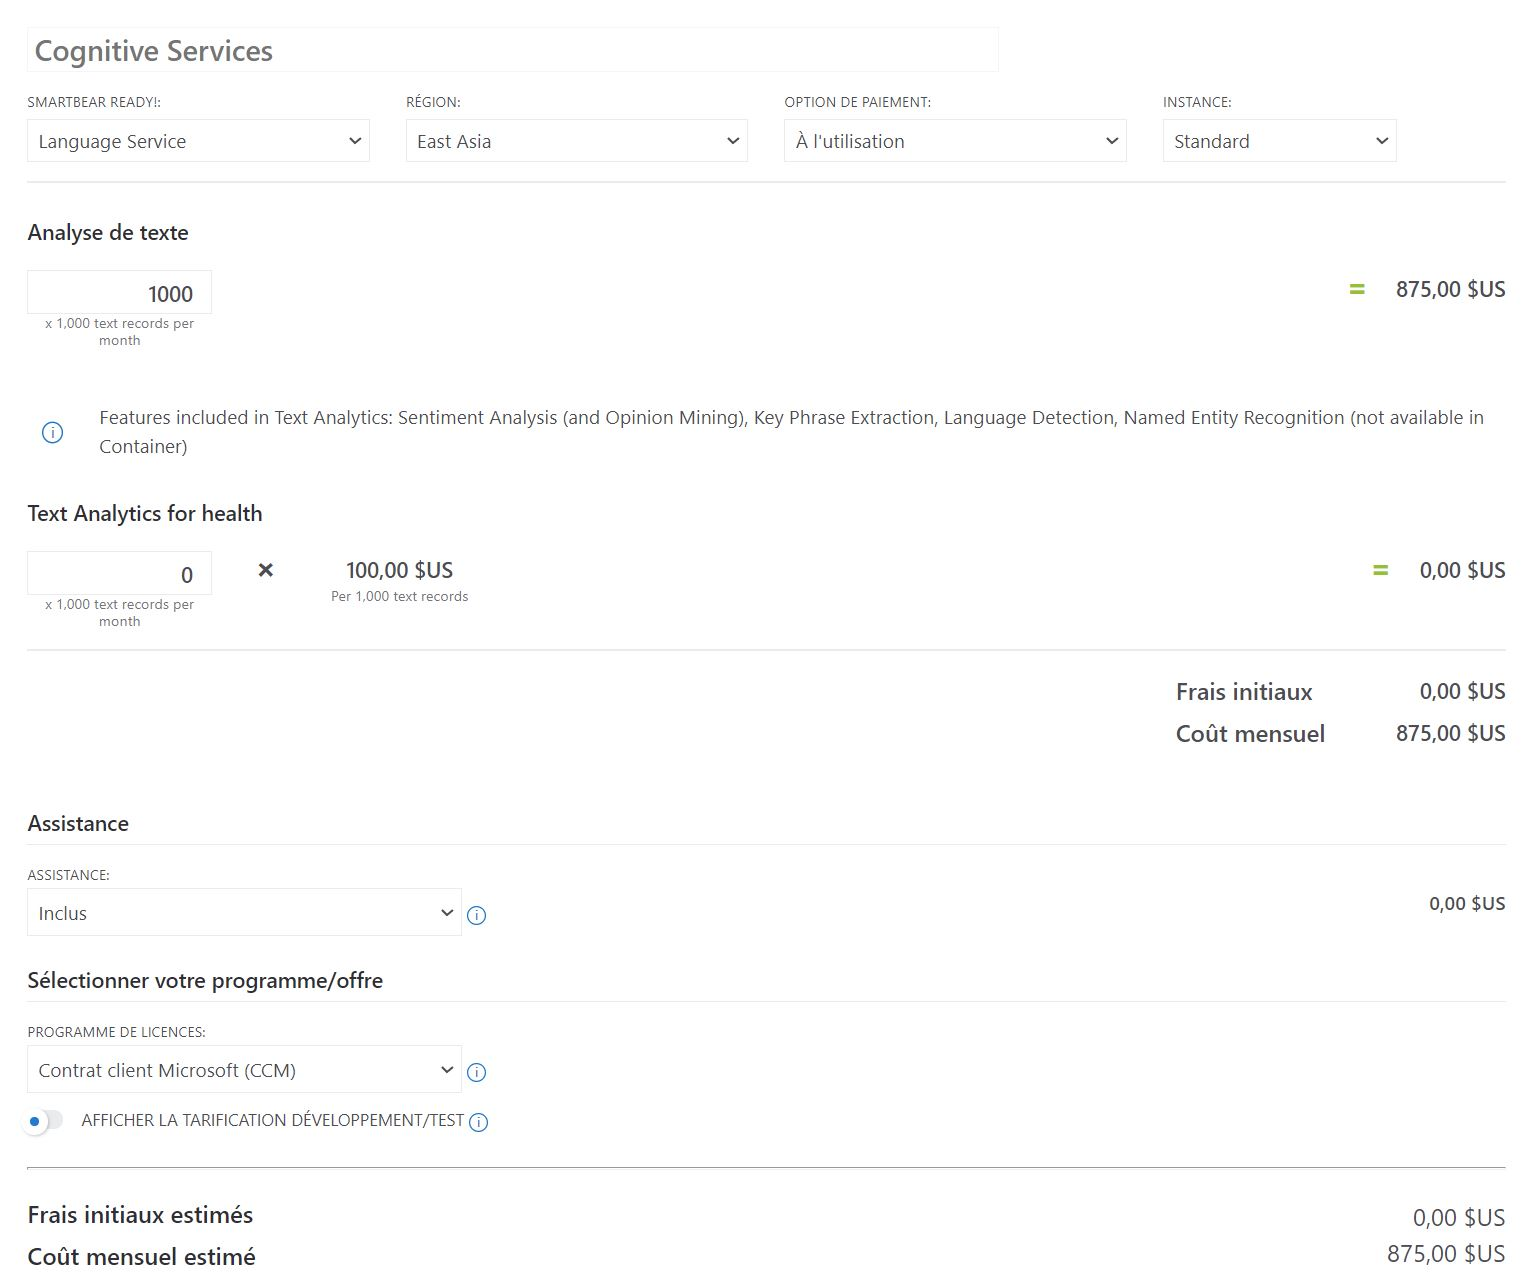 Cognitive Services
SMARTBEAR READY!: RÉGION: OPTION DE PAIEMENT: INSTANCE:
Language Service East Asia À l'utilisation Standard
Analyse de texte
1000 = 875,00 $US
x 1,000 text records per
month
Features included in Text Analytics: Sentiment Analysis (and Opinion Mining), Key Phrase Extraction, Language Detection, Named Entity Recognition (not available in
Container)
Text Analytics for health
0 × 100,00 $US = 0,00 $US
x 1,000 text records per
month
Per 1,000 text records
Frais initiaux 0,00 $US
Coût mensuel 875,00 $US
Assistance
ASSISTANCE:
Inclus 0,00 $US
Sélectionner votre programme/offre
PROGRAMME DE LICENCES:
Contrat client Microsoft (CCM)
AFFICHER LA TARIFICATION DÉVELOPPEMENT/TEST
Frais initiaux estimés 0,00 $US
Coût mensuel estimé 875,00 $US